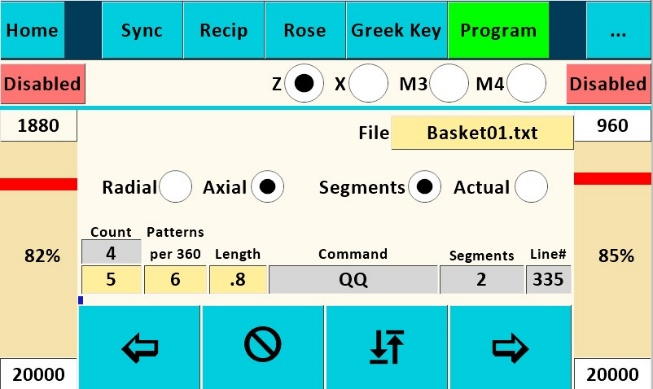 Home Sync Recip Rose Greek Key Program ...
Disabled Z X M3 M4 Disabled
1880 File Basket01.txt 960
Radial Axial Segments Actual
Count Patterns
4 per 360 Length Command Segments Line#
82% 85%
5 6 .8 QQ 2 335
20000 20000